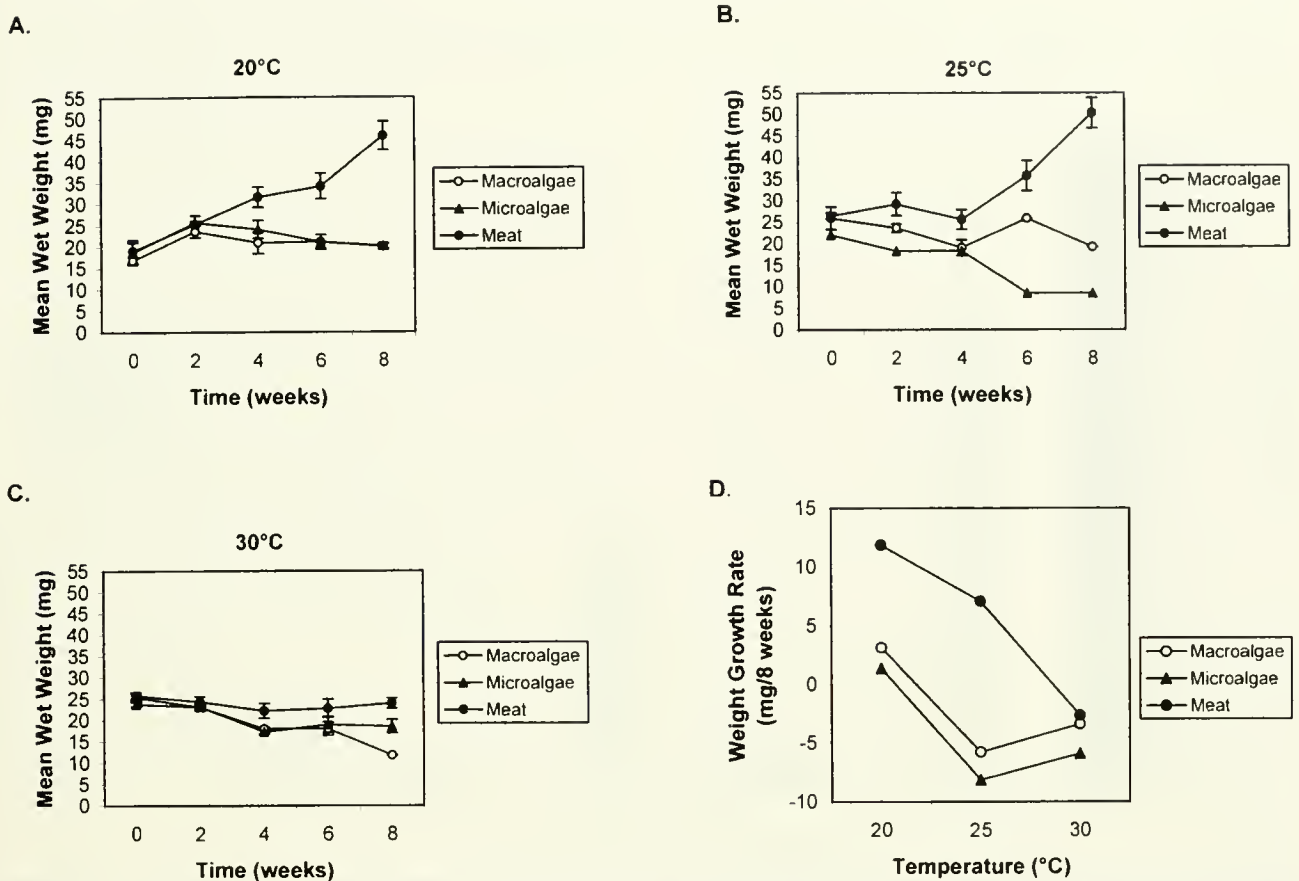 A.
20°C
Mean Wet Weight (mg)
55
50
45
40
35
30
25
20
15
10
5
0
0 2 4 6 8
Time (weeks)
Macroalgae
Microalgae
Meat
B.
25°C
Mean Wet Weight (mg)
55
50
45
40
35
30
25
20
15
10
5
0
0 2 4 6 8
Time (weeks)
Macroalgae
Microalgae
Meat
C.
30°C
Mean Wet Weight (mg)
55
50
45
40
35
30
25
20
15
10
5
0
0 2 4 6 8
Time (weeks)
Macroalgae
Microalgae
Meat
D.
Weight Growth Rate
(mg/8 weeks)
15
10
5
0
-5
-10
20 25 30
Temperature (°C)
Macroalgae
Microalgae
Meat